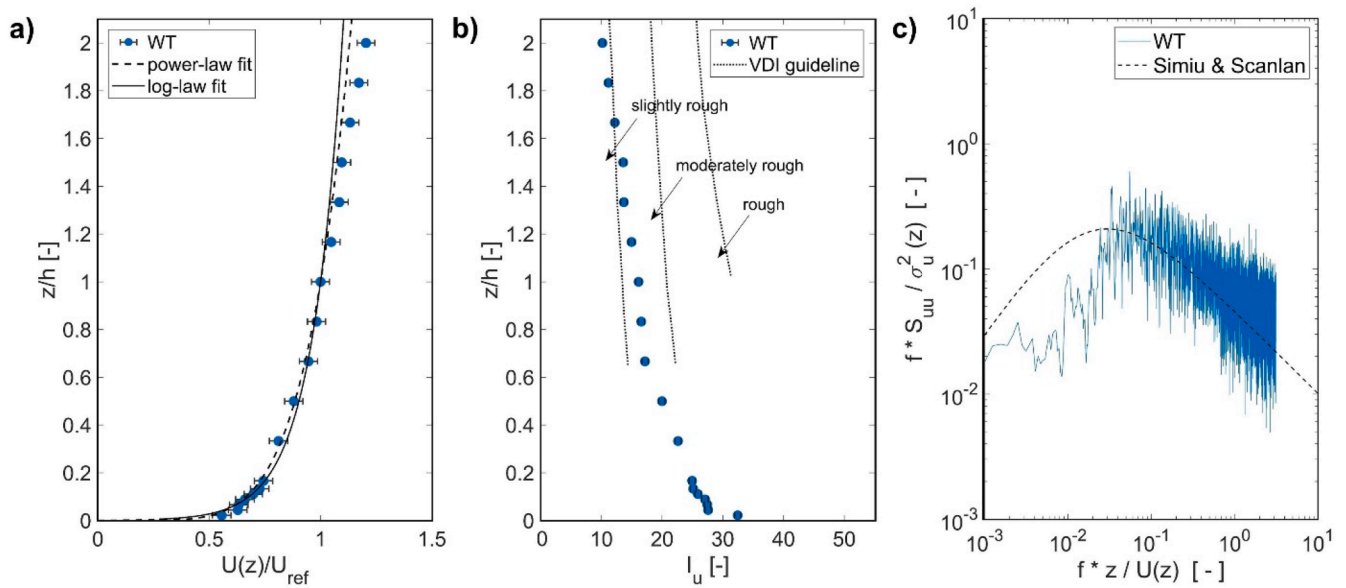 a)
WT
power-law fit
log-law fit
2
1.8
1.6
1.4
1.2
1
0.8
0.6
0.4
0.2
0
z/h [-]
0
0.5
1
1.5
U(z)/U_ref
b)
WT
VDI guideline
slightly rough
moderately rough
rough
2
1.8
1.6
1.4
1.2
1
0.8
0.6
0.4
0.2
0
z/h [-]
0
10
20
30
40
50
I_u [-]
c)
WT
Simiu & Scanlan
10^1
10^0
10^-1
10^-2
10^-3
f * S_uu / σ_u^2(z) [ - ]
10^-3
10^-2
10^-1
10^0
10^1
f * z / U(z) [ - ]